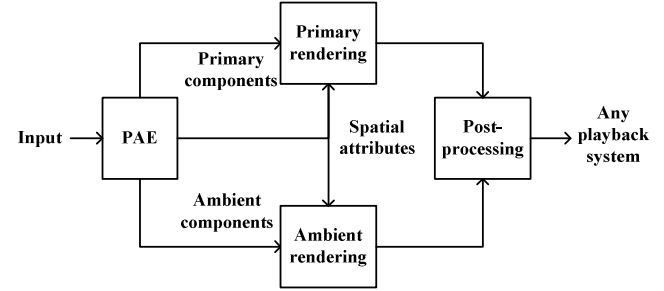 Primary
rendering
Primary
components
Input
PAE
Spatial
attributes
Post-
processing
Any
playback
system
Ambient
components
Ambient
rendering